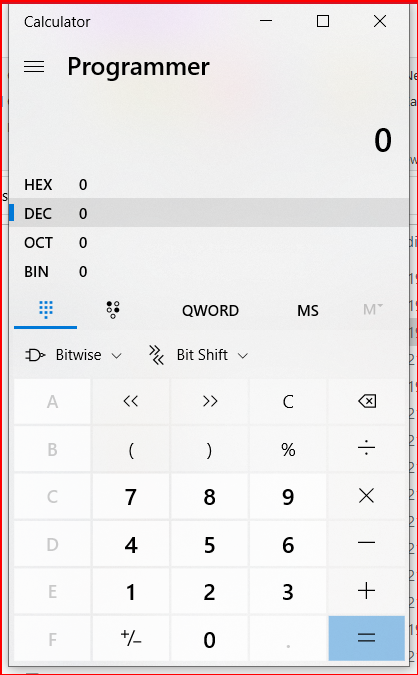 Calculator
Programmer
0
HEX 0
DEC 0
OCT 0
BIN 0
QWORD MS M
Bitwise Bit Shift
A << >> C
B ( ) % ÷
C 7 8 9 ×
D 4 5 6 −
E 1 2 3 +
F +/− 0 . =